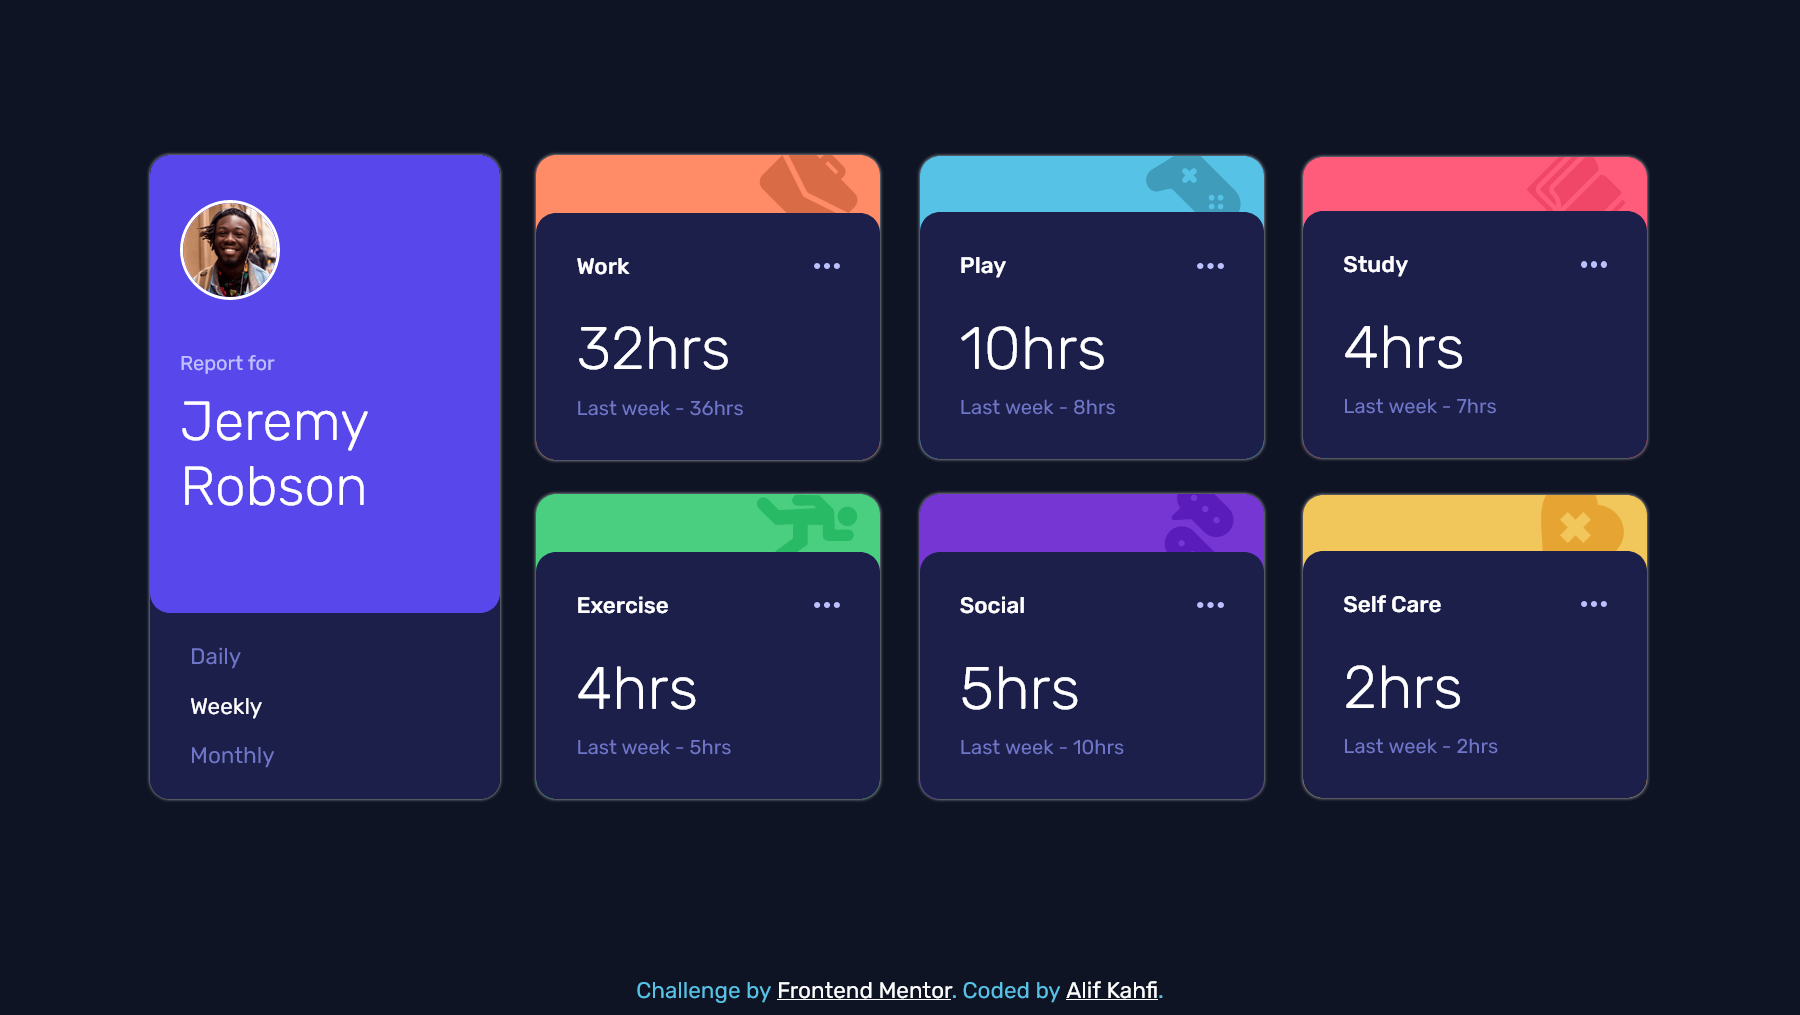 Report for
Jeremy
Robson
Daily
Weekly
Monthly
Work
32hrs
Last week - 36hrs
Play
10hrs
Last week - 8hrs
Study
4hrs
Last week - 7hrs
Exercise
4hrs
Last week - 5hrs
Social
5hrs
Last week - 10hrs
Self Care
2hrs
Last week - 2hrs
Challenge by Frontend Mentor. Coded by Alif Kahfi.